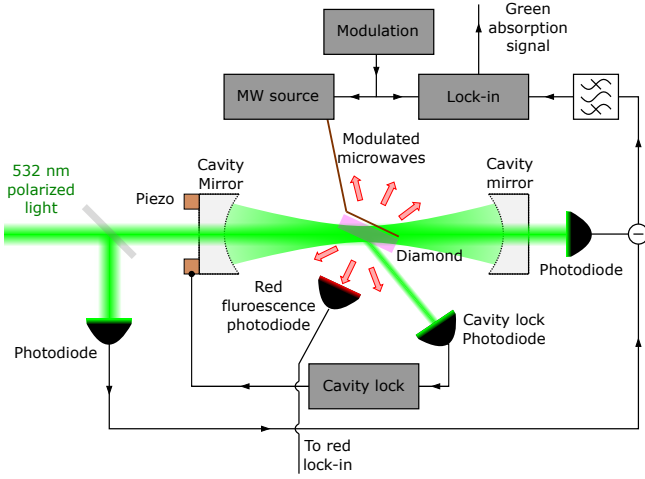 Green
absorption
signal
Modulation
MW source
Lock-in
Modulated
microwaves
532 nm
polarized
light
Cavity
Mirror
Cavity
mirror
Piezo
Diamond
Photodiode
Red
fluroescence
photodiode
Cavity lock
Photodiode
Photodiode
Cavity lock
To red
lock-in